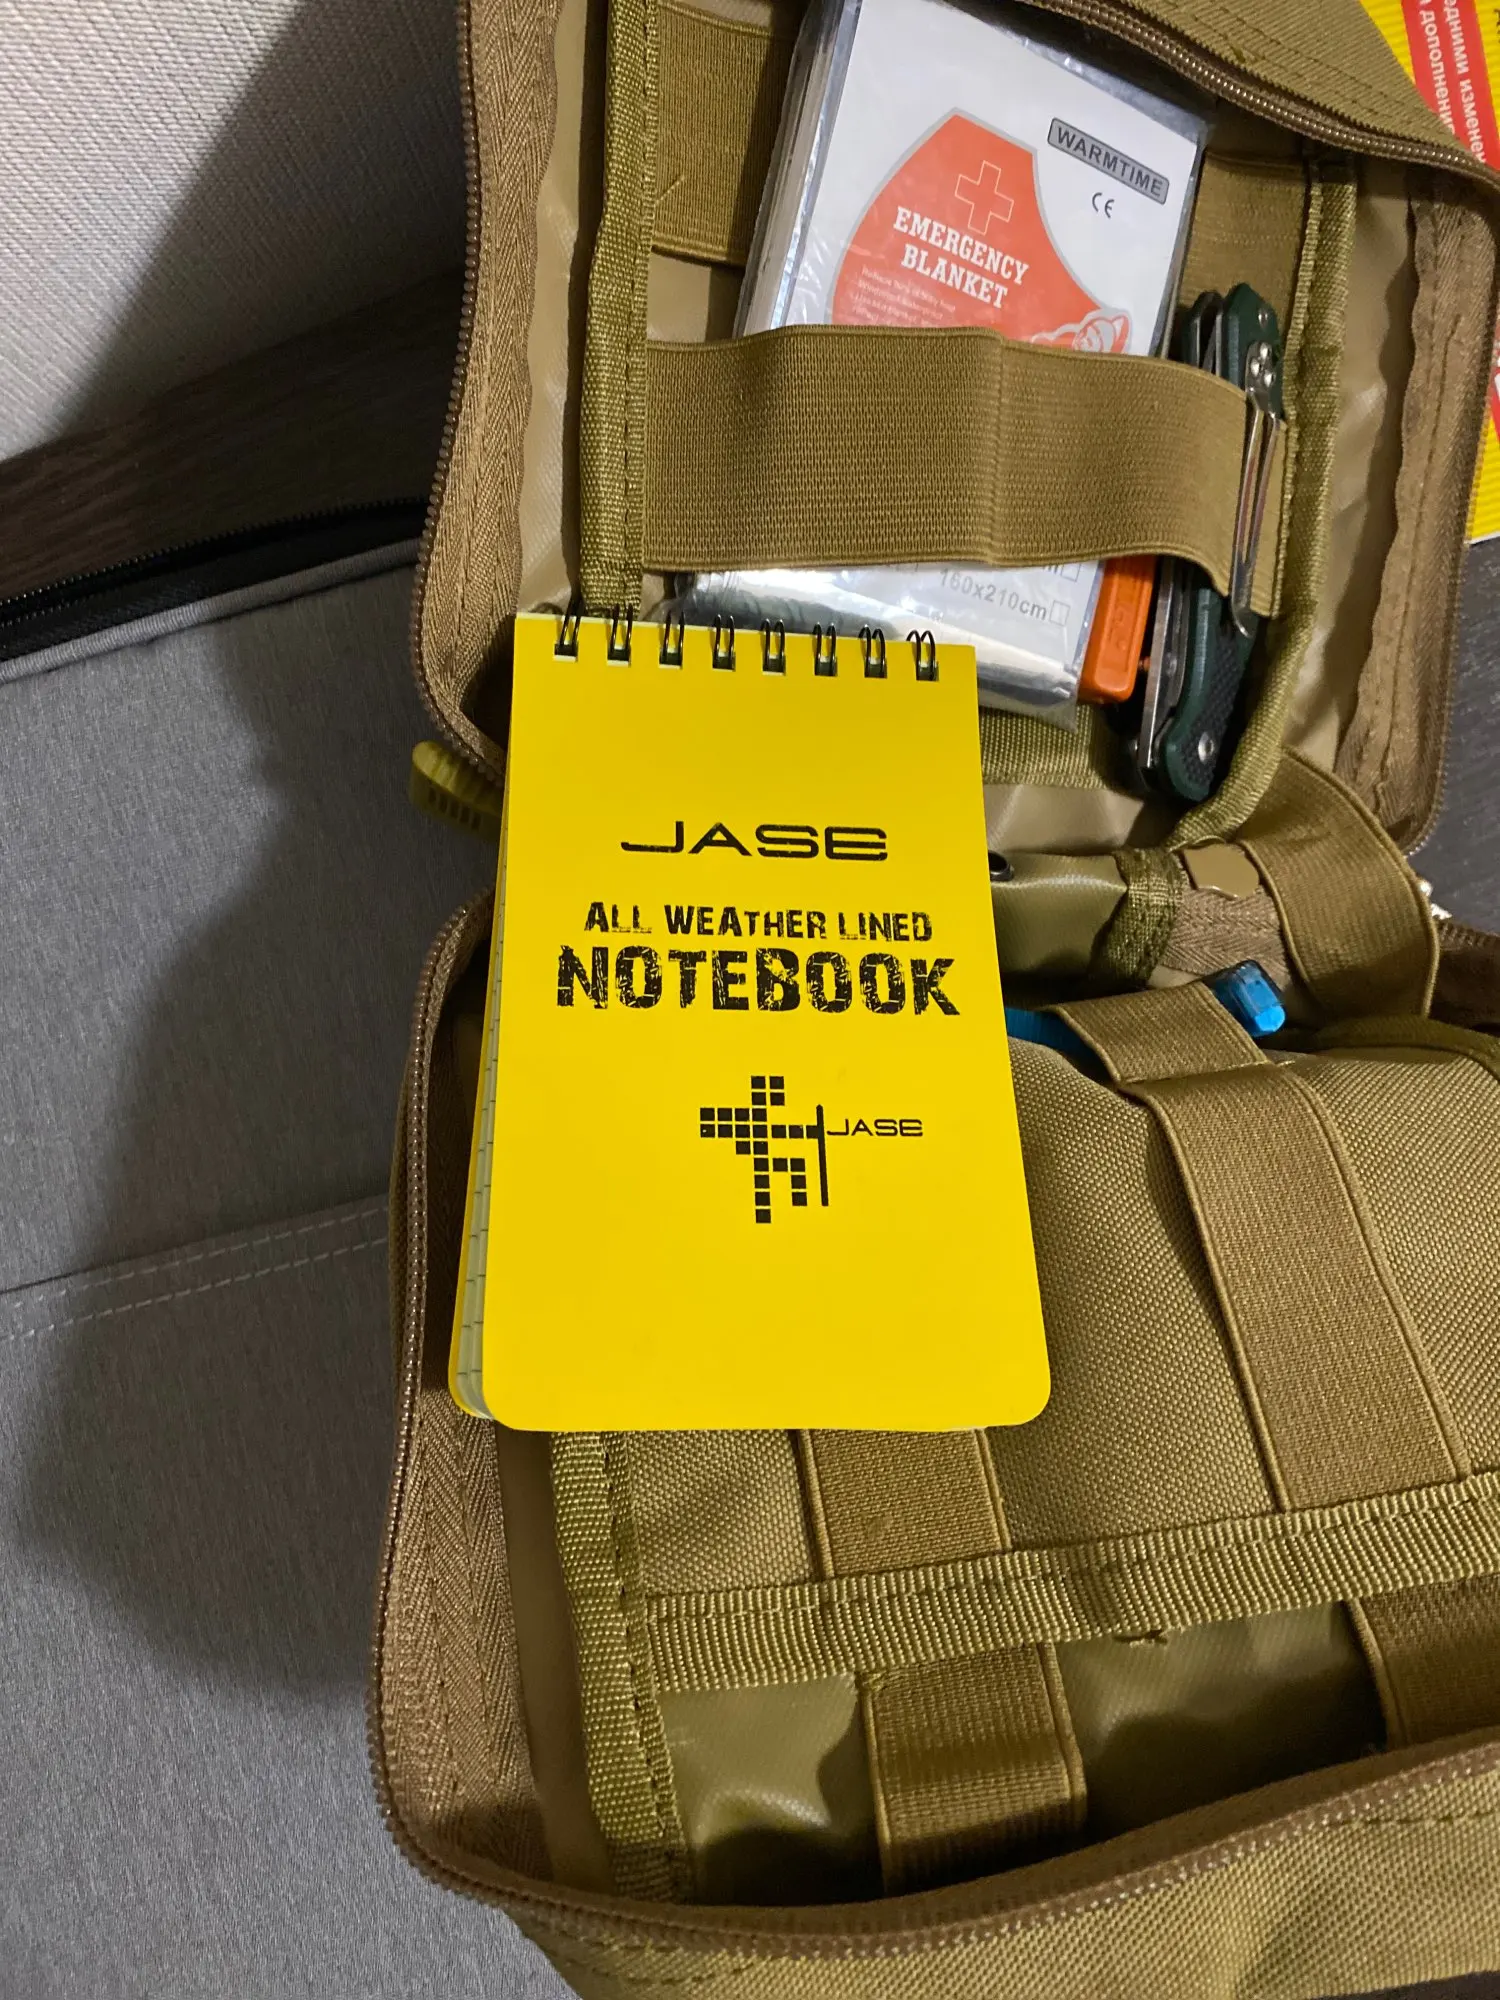 WARMTIME
CE
EMERGENCY
BLANKET
160x210cm
JASE
ALL WEATHER LINED
NOTEBOOK
JASE